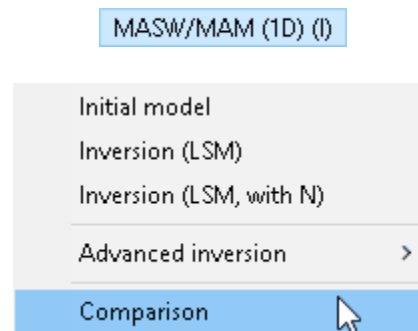 MASW/MAM (1D) (I)
Initial model
Inversion (LSM)
Inversion (LSM, with N)
Advanced inversion
Comparison